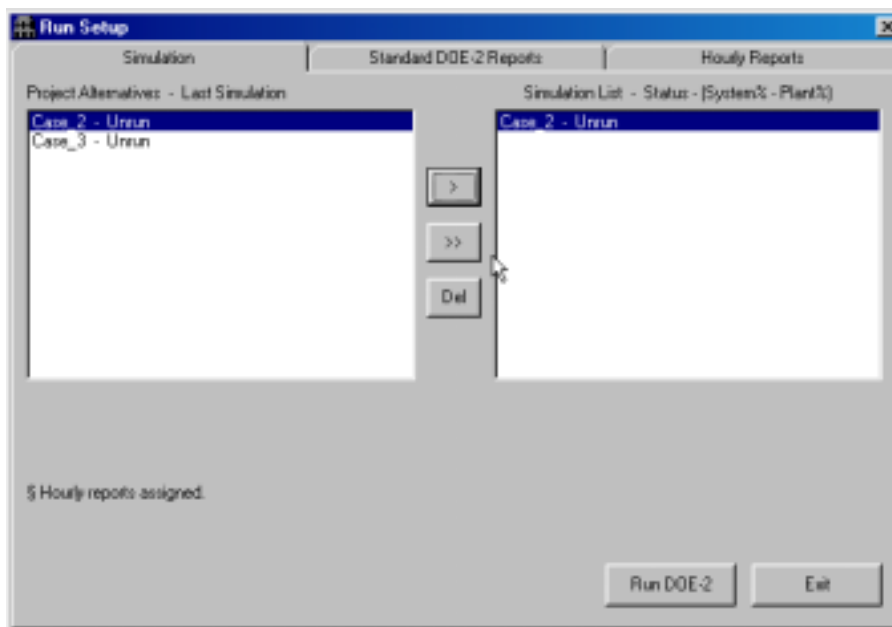 Run Setup
Simulation
Standard DOE-2 Reports
Hourly Reports
Project Alternatives - Last Simulation
Simulation List - Status - (System% - Plant%)
Case_2 - Unrun
Case_3 - Unrun
Case_2 - Unrun
>
>>
Del
§ Hourly reports assigned.
Run DOE-2
Exit